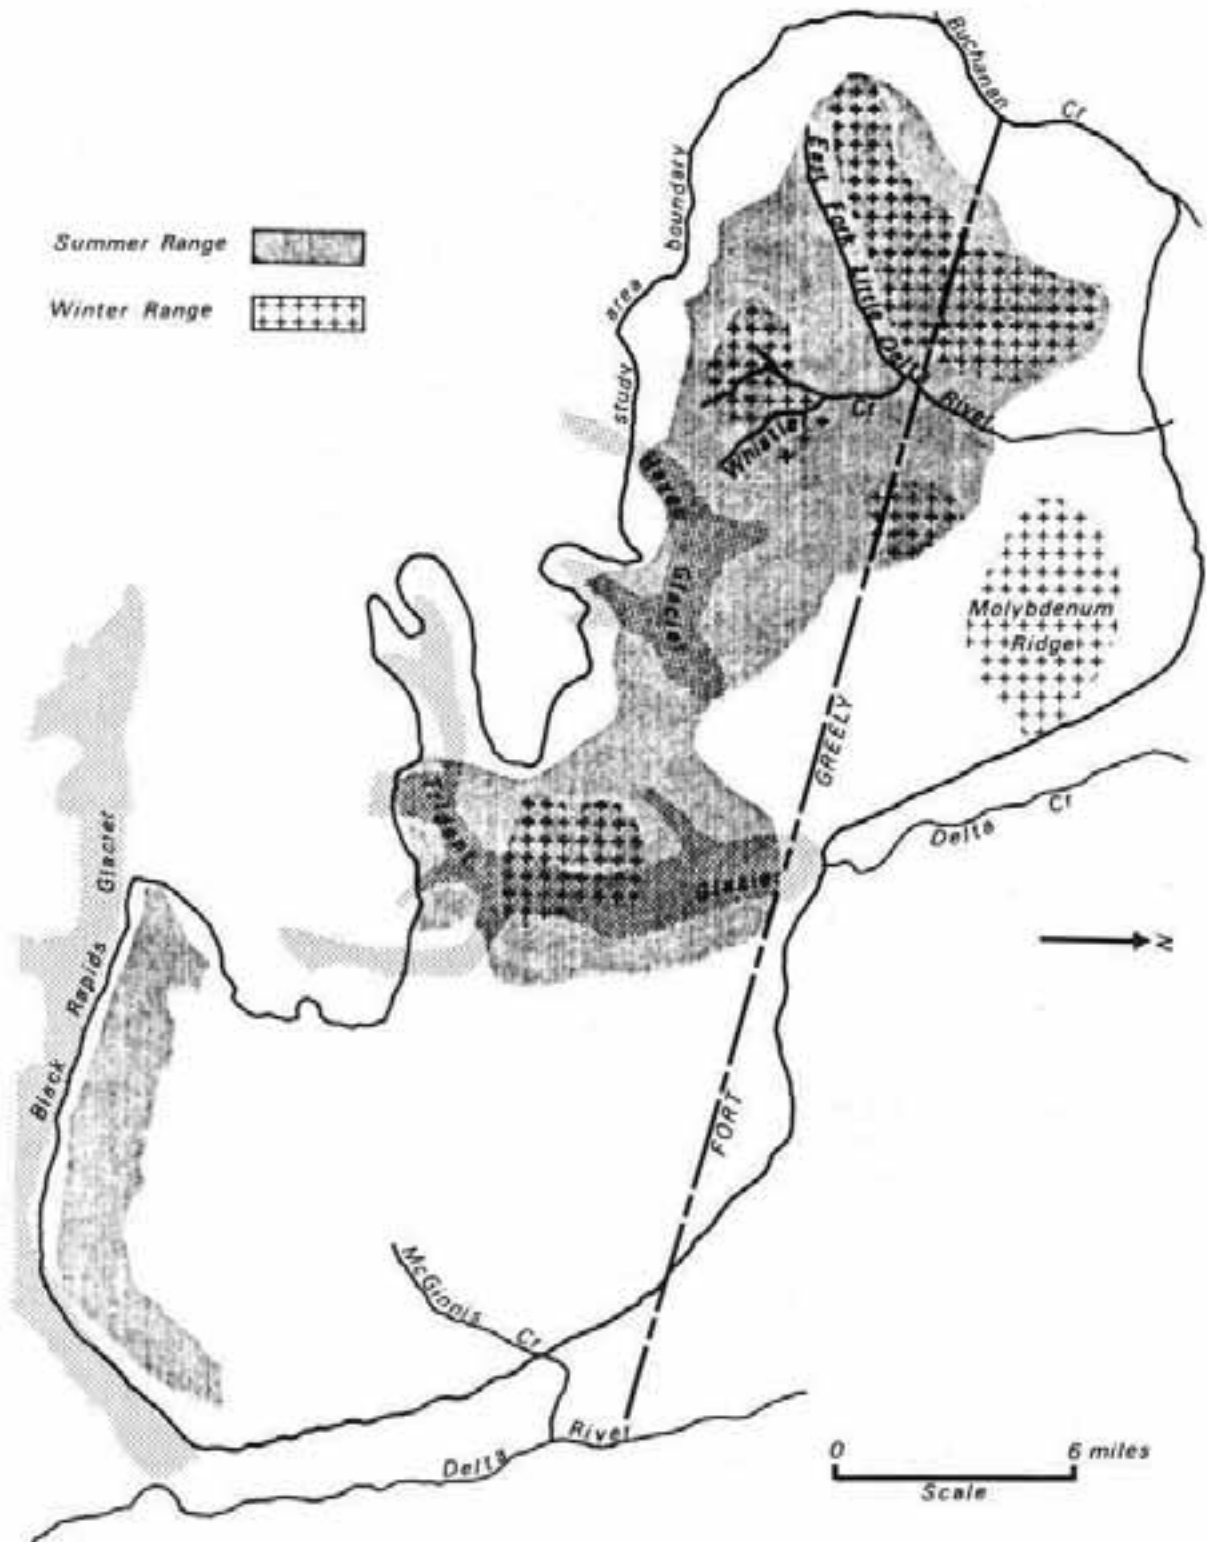 Buchanan Cr
boundary
area
study
Summer Range
Winter Range
East Fork Little Delta River
Whistler Cr
Hayes Glacier
Molybdenum
Ridge
GREELY
Trident Glacier
Delta Cr
Black Rapids Glacier
N
FORT
McGinnis Cr
Delta River
0 6 miles
Scale